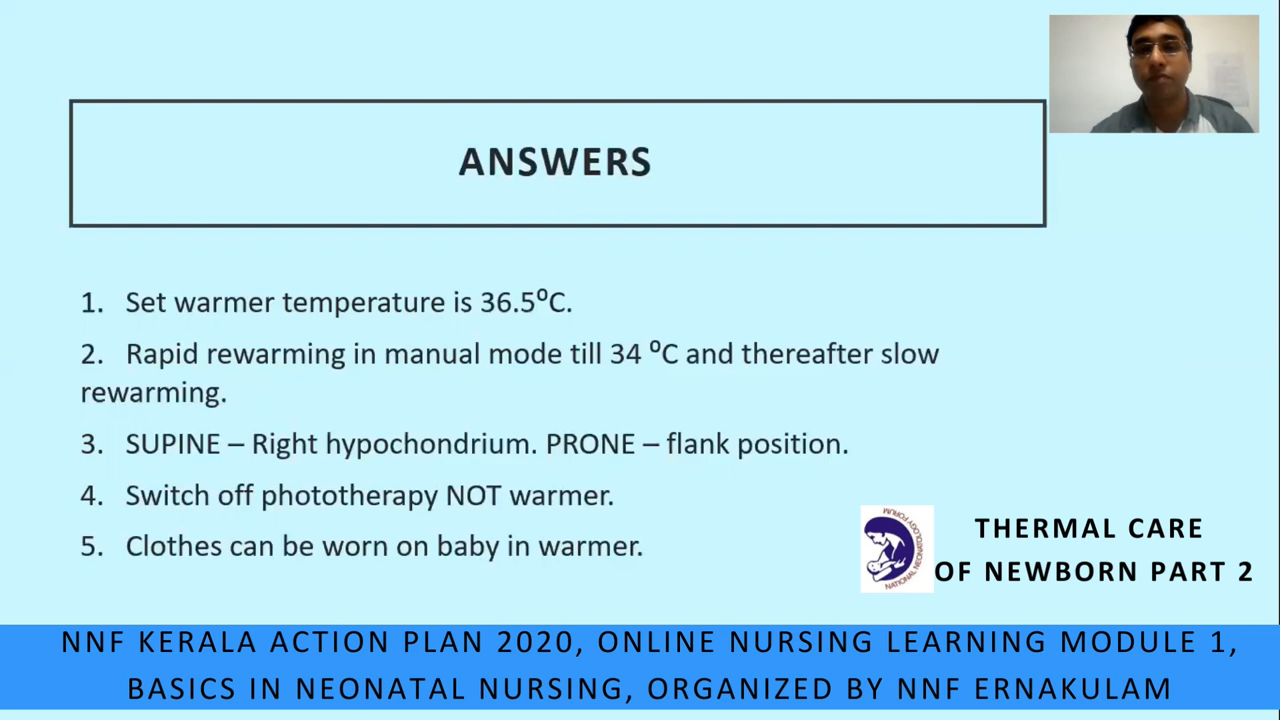 ANSWERS
1. Set warmer temperature is 36.5⁰C.
2. Rapid rewarming in manual mode till 34 ⁰C and thereafter slow
rewarming.
3. SUPINE – Right hypochondrium. PRONE – flank position.
4. Switch off phototherapy NOT warmer.
5. Clothes can be worn on baby in warmer.
NATIONAL NEONATOLOGY FORUM
THERMAL CARE
OF NEWBORN PART 2
NNF KERALA ACTION PLAN 2020, ONLINE NURSING LEARNING MODULE 1,
BASICS IN NEONATAL NURSING, ORGANIZED BY NNF ERNAKULAM